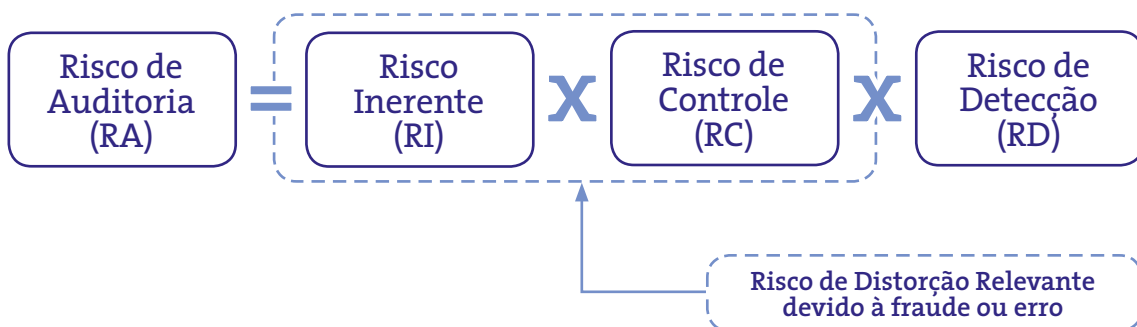 Risco de
Auditoria
(RA)
=
Risco
Inerente
(RI)
X
Risco de
Controle
(RC)
X
Risco de
Detecção
(RD)
Risco de Distorção Relevante
devido à fraude ou erro